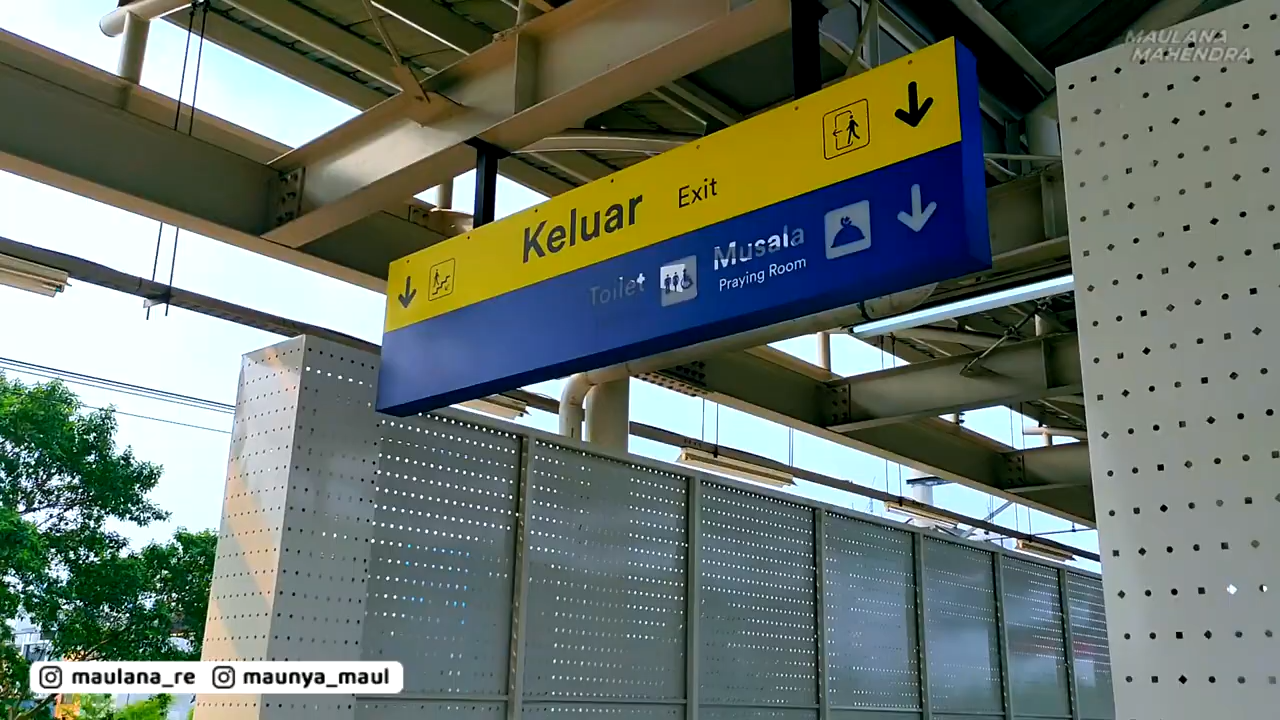 MAULANA
MAHENDRA
Keluar Exit
Toilet Musala
Praying Room
maulana_re maunya_maul